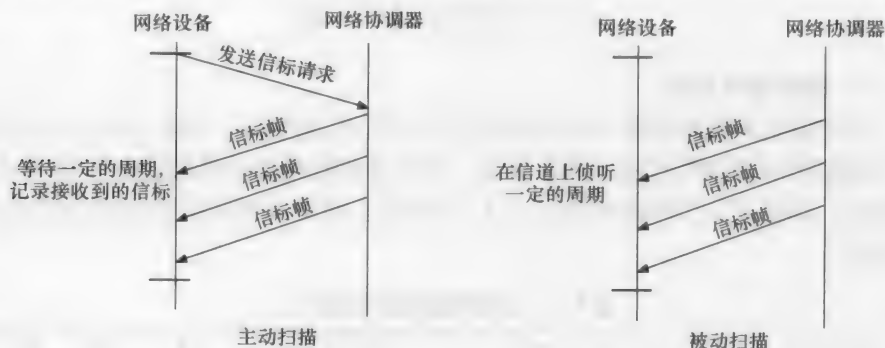 网络设备
网络协调器
发送信标请求
信标帧
信标帧
信标帧
等待一定的周期，
记录接收到的信标
主动扫描
网络设备
网络协调器
信标帧
信标帧
信标帧
在信道上侦听
一定的周期
被动扫描